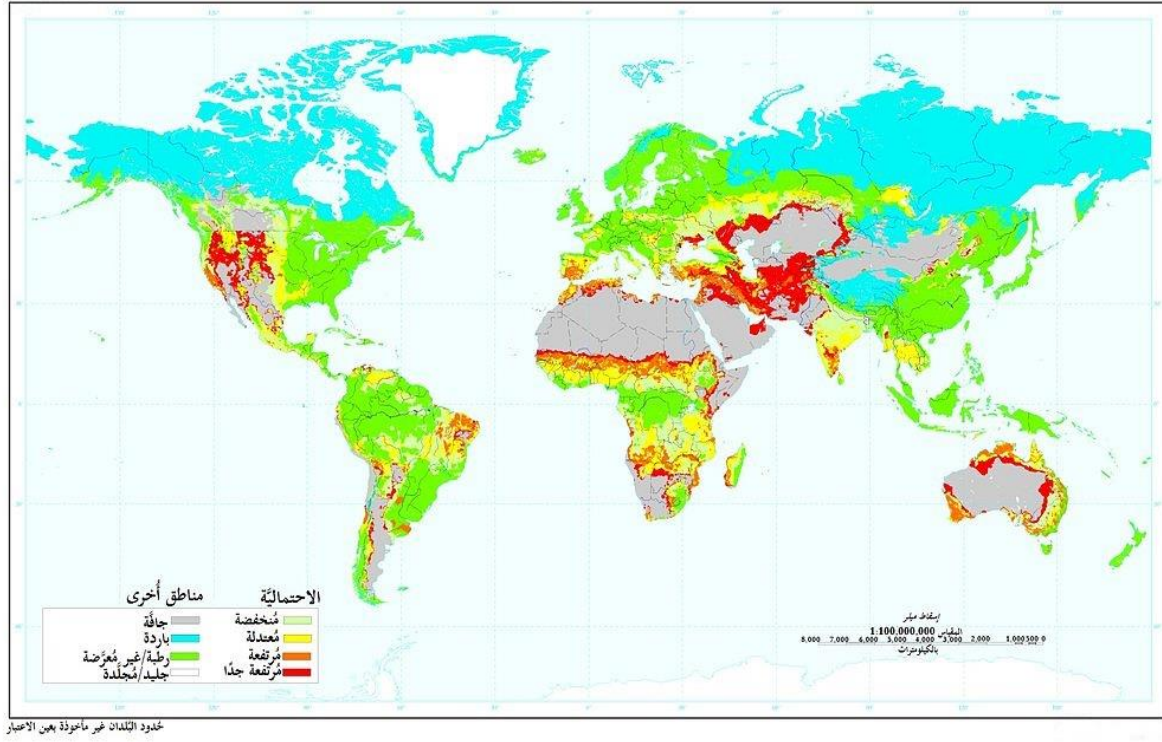 الاحتماليَّة
مُنخفضة
مُعتدلة
مُرتفعة
مُرتفعة جدًا
مناطق أُخرى
جافَّة
باردة
رطبة/غير مُعرَّضة
جليد/مُجلَّدة
إسقاط ميلر
المقياس 1:100,000,000
8,000 7,000 6,000 5,000 4,000 3,000 2,000 1,000 500 0
بالكيلومترات
حُدود البُلدان غير مأخوذة بعين الاعتبار